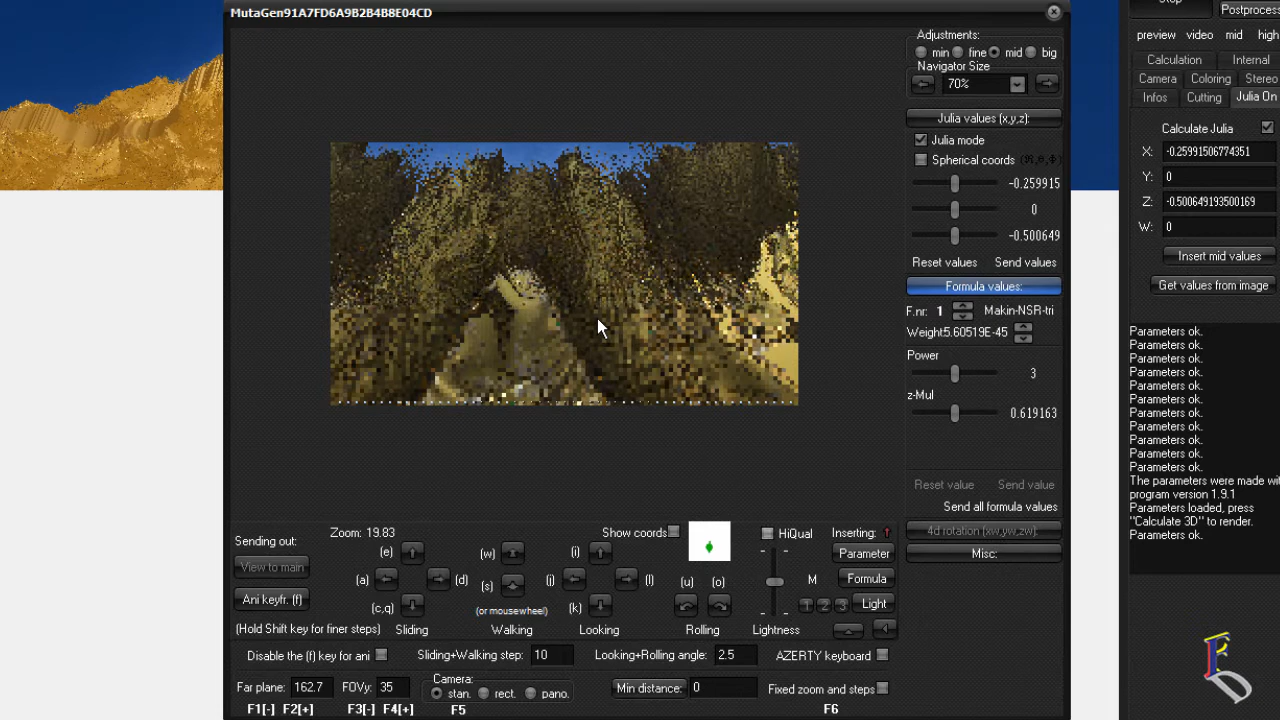 MutaGen91A7FD6A9B2B4B8E04CD
Adjustments:
min fine mid big
Navigator Size
70%
Julia values (x,y,z):
Julia mode
Spherical coords
-0.259915
0
-0.500649
Reset values Send values
Formula values:
F.nr: 1 Makin-NSR-tri
Weight5.60519E-45
Power
3
z-Mul
0.619163
Reset value Send value
Send all formula values
4d rotation (xw,yw,zw):
Misc:
Sending out:
View to main
Ani keyfr. (f)
(Hold Shift key for finer steps)
Zoom: 19.83
(e)
(a) (d)
(c,q)
Sliding
(w)
(s)
(or mousewheel)
Walking
(i)
(j) (l)
(k)
Looking
Show coords
(u) (o)
Rolling
HiQual
M
Lightness
Inserting:
Parameter
Formula
1 2 3 Light
Disable the (f) key for ani
Sliding+Walking step: 10
Looking+Rolling angle: 2.5
AZERTY keyboard
Far plane: 162.7
FOVy: 35
Camera:
stan. rect. pano.
Min distance: 0
Fixed zoom and steps
F1[-] F2[+] F3[-] F4[+] F5 F6
Postproces
preview video mid high
Calculation Internal
Camera Coloring Stereo
Infos Cutting Julia On
Calculate Julia
X: -0.25991506774351
Y: 0
Z: -0.500649193500169
W: 0
Insert mid values
Get values from image
Parameters ok.
Parameters ok.
Parameters ok.
Parameters ok.
Parameters ok.
Parameters ok.
Parameters ok.
Parameters ok.
Parameters ok.
Parameters ok.
Parameters ok.
The parameters were made wit
program version 1.9.1
Parameters loaded, press
"Calculate 3D" to render.
Parameters ok.